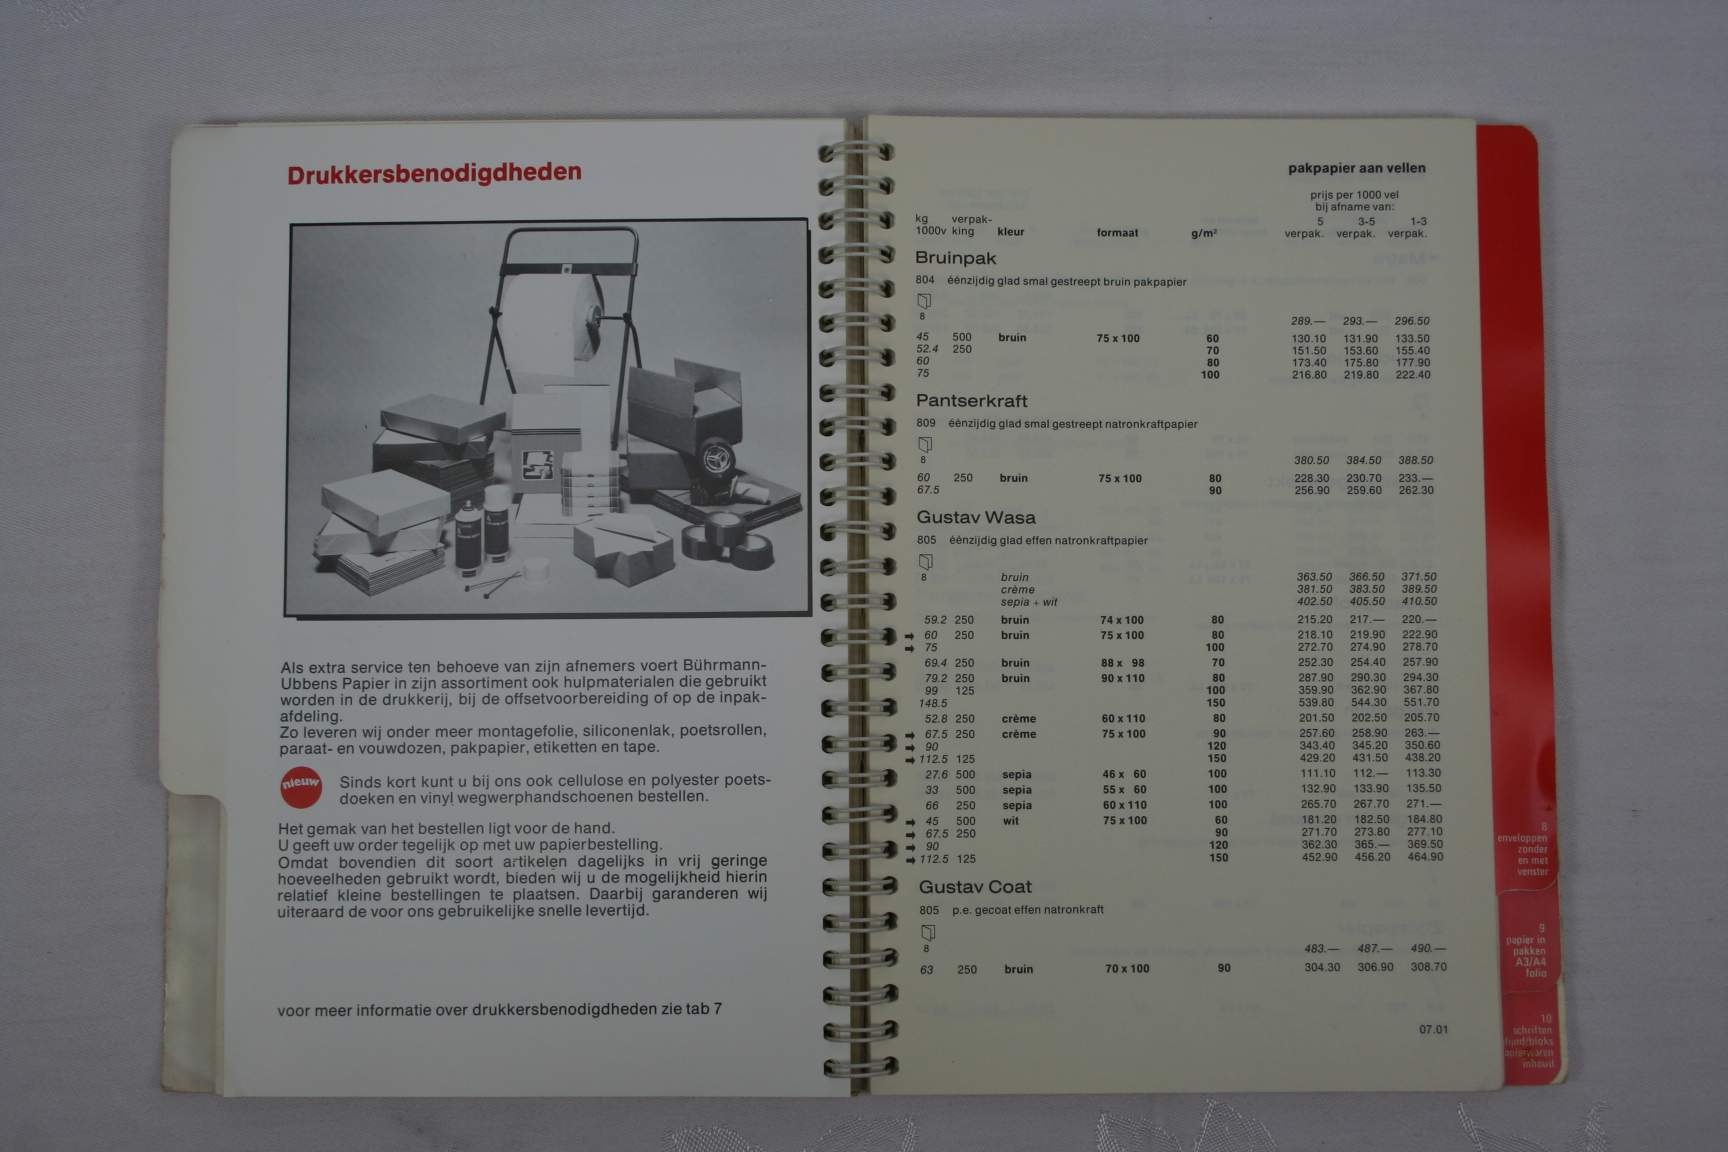 Drukkersbenodigdheden
Als extra service ten behoeve van zijn afnemers voert Bührmann-
Ubbens Papier in zijn assortiment ook hulpmaterialen die gebruikt
worden in de drukkerij, bij de offsetvoorbereiding of op de inpak-
afdeling.
Zo leveren wij onder meer montagefolie, siliconenlak, poetsrollen,
paraat- en vouwdozen, pakpapier, etiketten en tape.
nieuw
Sinds kort kunt u bij ons ook cellulose en polyester poets-
doeken en vinyl wegwerphandschoenen bestellen.
Het gemak van het bestellen ligt voor de hand.
U geeft uw order tegelijk op met uw papierbestelling.
Omdat bovendien dit soort artikelen dagelijks in vrij geringe
hoeveelheden gebruikt wordt, bieden wij u de mogelijkheid hierin
relatief kleine bestellingen te plaatsen. Daarbij garanderen wij
uiteraard de voor ons gebruikelijke snelle levertijd.
voor meer informatie over drukkersbenodigdheden zie tab 7
pakpapier aan vellen
prijs per 1000 vel
bij afname van:
kg verpak- 5 3-5 1-3
1000v king kleur formaat g/m² verpak. verpak. verpak.
Bruinpak
804 éénzijdig glad smal gestreept bruin pakpapier
8
289.— 293.— 296.50
45 500 bruin 75 x 100 60 130.10 131.90 133.50
52.4 250 70 151.50 153.60 155.40
60 80 173.40 175.80 177.90
75 100 216.80 219.80 222.40
Pantserkraft
809 éénzijdig glad smal gestreept natronkraftpapier
8 380.50 384.50 388.50
60 250 bruin 75 x 100 80 228.30 230.70 233.—
67.5 90 256.90 259.60 262.30
Gustav Wasa
805 éénzijdig glad effen natronkraftpapier
8 bruin 363.50 366.50 371.50
crème 381.50 383.50 389.50
sepia + wit 402.50 405.50 410.50
59.2 250 bruin 74 x 100 80 215.20 217.— 220.—
➡ 60 250 bruin 75 x 100 80 218.10 219.90 222.90
➡ 75 100 272.70 274.90 278.70
69.4 250 bruin 88 x 98 70 252.30 254.40 257.90
79.2 250 bruin 90 x 110 80 287.90 290.30 294.30
99 125 100 359.90 362.90 367.80
148.5 150 539.80 544.30 551.70
52.8 250 crème 60 x 110 80 201.50 202.50 205.70
➡ 67.5 250 crème 75 x 100 90 257.60 258.90 263.—
➡ 90 120 343.40 345.20 350.60
➡ 112.5 125 150 429.20 431.50 438.20
27.6 500 sepia 46 x 60 100 111.10 112.— 113.30
33 500 sepia 55 x 60 100 132.90 133.90 135.50
66 250 sepia 60 x 110 100 265.70 267.70 271.—
➡ 45 500 wit 75 x 100 60 181.20 182.50 184.80
➡ 67.5 250 90 271.70 273.80 277.10
➡ 90 120 362.30 365.— 369.50
➡ 112.5 125 150 452.90 456.20 464.90
Gustav Coat
805 p.e. gecoat effen natronkraft
8 483.— 487.— 490.—
63 250 bruin 70 x 100 90 304.30 306.90 308.70
07.01
8
enveloppen
zonder
en met
venster
9
papier in
pakken
A3/A4
folio
10
schriften
inhoud